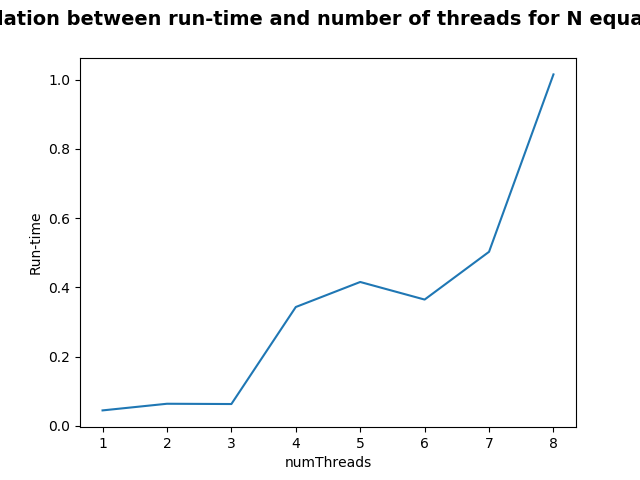 lation between run-time and number of threads for N equa
1.0
0.8
0.6
0.4
0.2
0.0
Run-time
1 2 3 4 5 6 7 8
numThreads